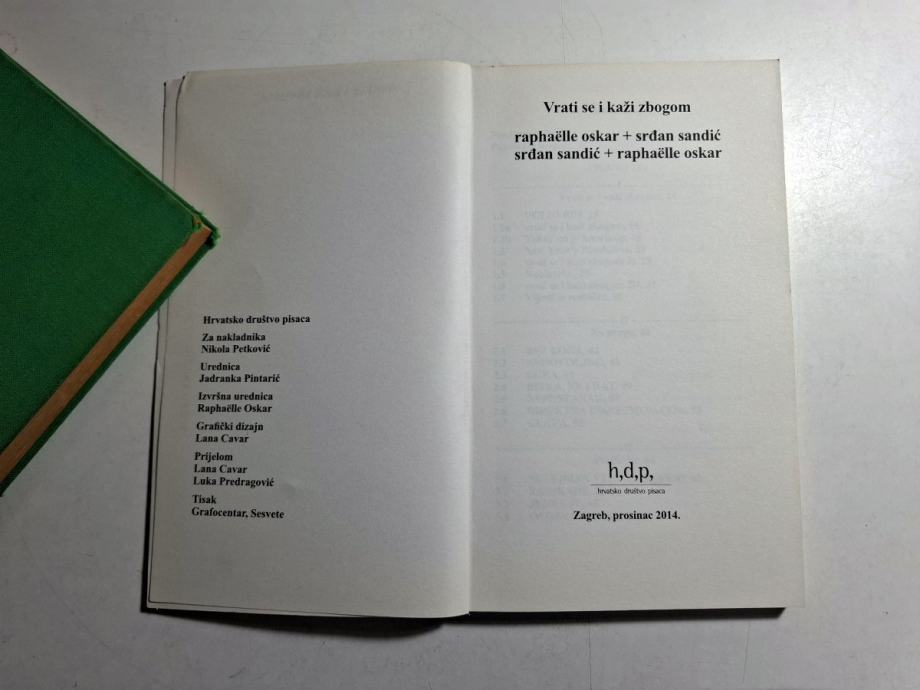 Hrvatsko društvo pisaca
Za nakladnika
Nikola Petković
Urednica
Jadranka Pintarić
Izvršna urednica
Raphaëlle Oskar
Grafički dizajn
Lana Cavar
Prijelom
Lana Cavar
Luka Predragović
Tisak
Grafocentar, Sesvete
Vrati se i kaži zbogom
raphaëlle oskar + srđan sandić
srđan sandić + raphaëlle oskar
h,d,p,
hrvatsko društvo pisaca
Zagreb, prosinac 2014.